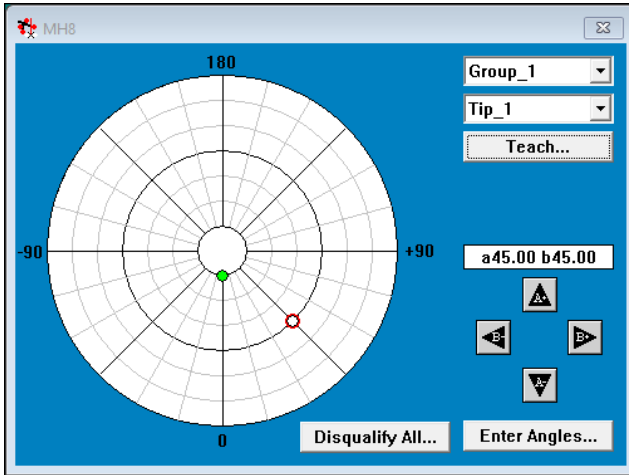 MH8
180
-90
+90
0
Group_1
Tip_1
Teach...
a45.00 b45.00
A+
B-
B+
A-
Disqualify All...
Enter Angles...